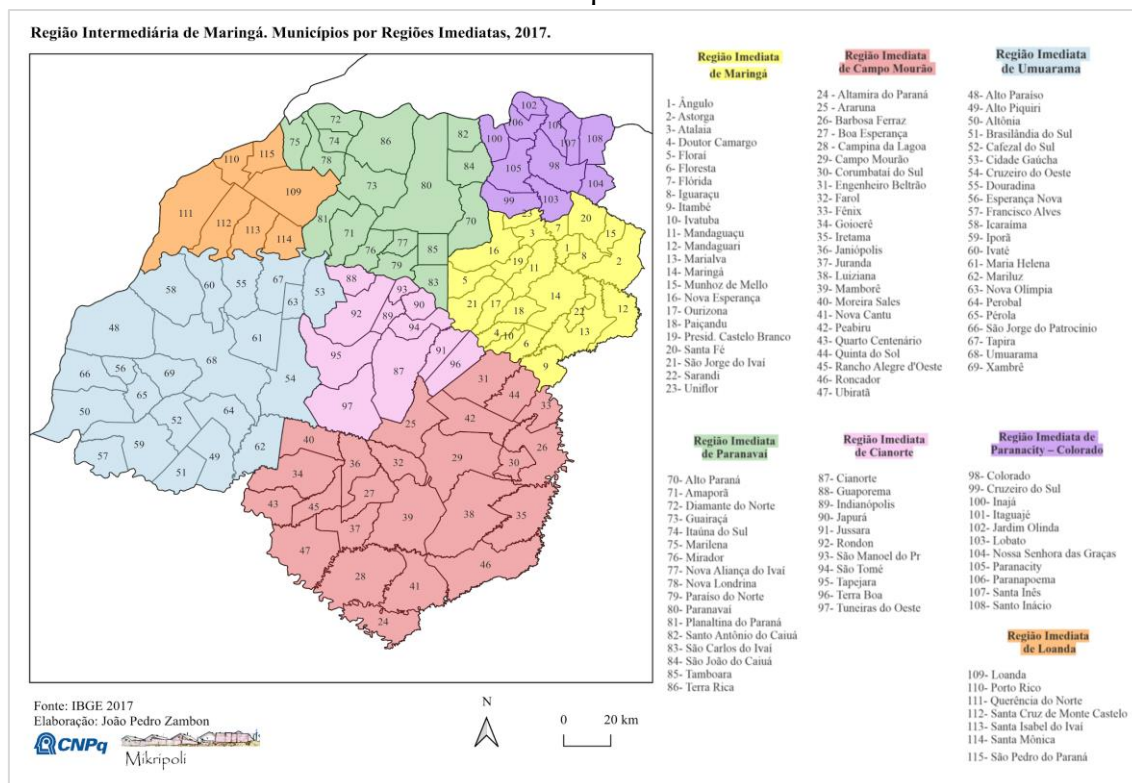 Região Intermediária de Maringá. Municípios por Regiões Imediatas, 2017.
Região Imediata
de Maringá
1- Ângulo
2- Astorga
3- Atalaia
4- Doutor Camargo
5- Floraí
6- Floresta
7- Flórida
8- Iguaraçu
9- Itambé
10- Ivatuba
11- Mandaguaçu
12- Mandaguari
13- Marialva
14- Maringá
15- Munhoz de Mello
16- Nova Esperança
17- Ourizona
18- Paiçandu
19- Presid. Castelo Branco
20- Santa Fé
21- São Jorge do Ivaí
22- Sarandi
23- Uniflor
Região Imediata
de Campo Mourão
24 - Altamira do Paraná
25 - Araruna
26- Barbosa Ferraz
27 - Boa Esperança
28 - Campina da Lagoa
29- Campo Mourão
30- Corumbataí do Sul
31- Engenheiro Beltrão
32- Farol
33- Fênix
34- Goioerê
35- Iretama
36- Janiópolis
37- Juranda
38- Luiziana
39- Mamborê
40- Moreira Sales
41- Nova Cantu
42- Peabiru
43- Quarto Centenário
44- Quinta do Sol
45- Rancho Alegre d'Oeste
46- Roncador
47- Ubiratã
Região Imediata
de Umuarama
48- Alto Paraíso
49- Alto Piquiri
50- Altônia
51- Brasilândia do Sul
52- Cafezal do Sul
53- Cidade Gaúcha
54- Cruzeiro do Oeste
55- Douradina
56- Esperança Nova
57- Francisco Alves
58- Icaraíma
59- Iporã
60- Ivaté
61- Maria Helena
62- Mariluz
63- Nova Olímpia
64- Perobal
65- Pérola
66- São Jorge do Patrocínio
67- Tapira
68- Umuarama
69- Xambrê
Região Imediata
de Paranavaí
70- Alto Paraná
71- Amaporã
72- Diamante do Norte
73- Guairaçá
74- Itaúna do Sul
75- Marilena
76- Mirador
77- Nova Aliança do Ivaí
78- Nova Londrina
79- Paraíso do Norte
80- Paranavaí
81- Planaltina do Paraná
82- Santo Antônio do Caiuá
83- São Carlos do Ivaí
84- São João do Caiuá
85- Tamboara
86- Terra Rica
Região Imediata
de Cianorte
87- Cianorte
88- Guaporema
89- Indianópolis
90- Japurá
91- Jussara
92- Rondon
93- São Manoel do Pr
94- São Tomé
95- Tapejara
96- Terra Boa
97- Tuneiras do Oeste
Região Imediata de
Paranacity – Colorado
98- Colorado
99- Cruzeiro do Sul
100- Inajá
101- Itaguajé
102- Jardim Olinda
103- Lobato
104- Nossa Senhora das Graças
105- Paranacity
106- Paranapoema
107- Santa Inês
108- Santo Inácio
Região Imediata
de Loanda
109- Loanda
110- Porto Rico
111- Querência do Norte
112- Santa Cruz de Monte Castelo
113- Santa Isabel do Ivaí
114- Santa Mônica
115- São Pedro do Paraná
Fonte: IBGE 2017
Elaboração: João Pedro Zambon
CNPq
Mikripoli
N
0 20 km